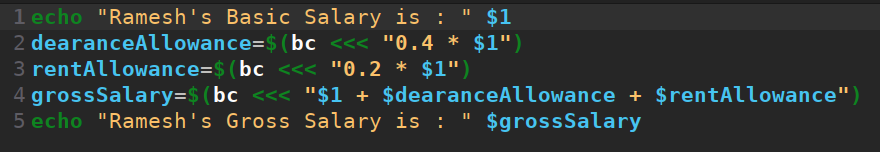 1 echo "Ramesh's Basic Salary is : " $1
2 dearanceAllowance=$(bc <<< "0.4 * $1")
3 rentAllowance=$(bc <<< "0.2 * $1")
4 grossSalary=$(bc <<< "$1 + $dearanceAllowance + $rentAllowance")
5 echo "Ramesh's Gross Salary is : " $grossSalary